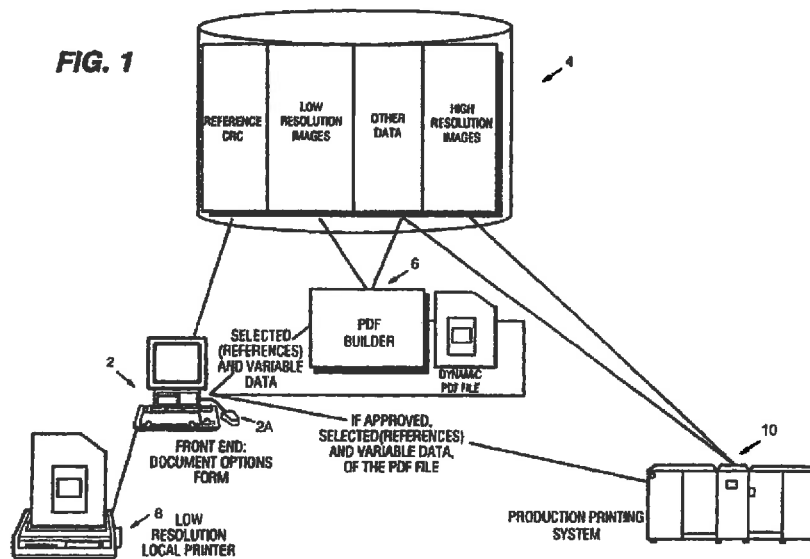 FIG. 1
4
REFERENCE
CRC
LOW
RESOLUTION
IMAGES
OTHER
DATA
HIGH
RESOLUTION
IMAGES
6
PDF
BUILDER
DYNAMIC
PDF FILE
SELECTED
(REFERENCES)
AND VARIABLE
DATA
2
2A
FRONT END:
DOCUMENT OPTIONS
FORM
IF APPROVED,
SELECTED(REFERENCES)
AND VARIABLE DATA,
OF THE PDF FILE
10
PRODUCTION PRINTING
SYSTEM
8
LOW
RESOLUTION
LOCAL PRINTER